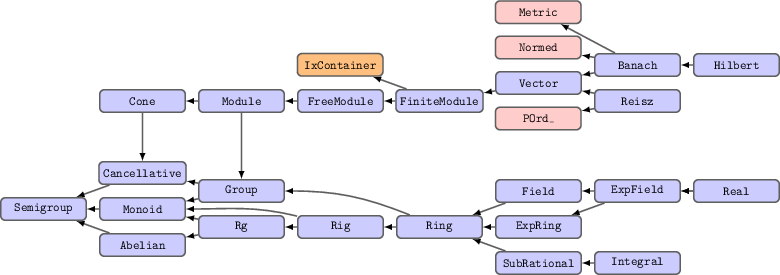 Metric
Normed
IxContainer
Banach
Hilbert
Vector
Cone
Module
FreeModule
FiniteModule
Reisz
POrd_
Cancellative
Group
Field
ExpField
Real
Semigroup
Monoid
Rg
Rig
Ring
ExpRing
Abelian
SubRational
Integral